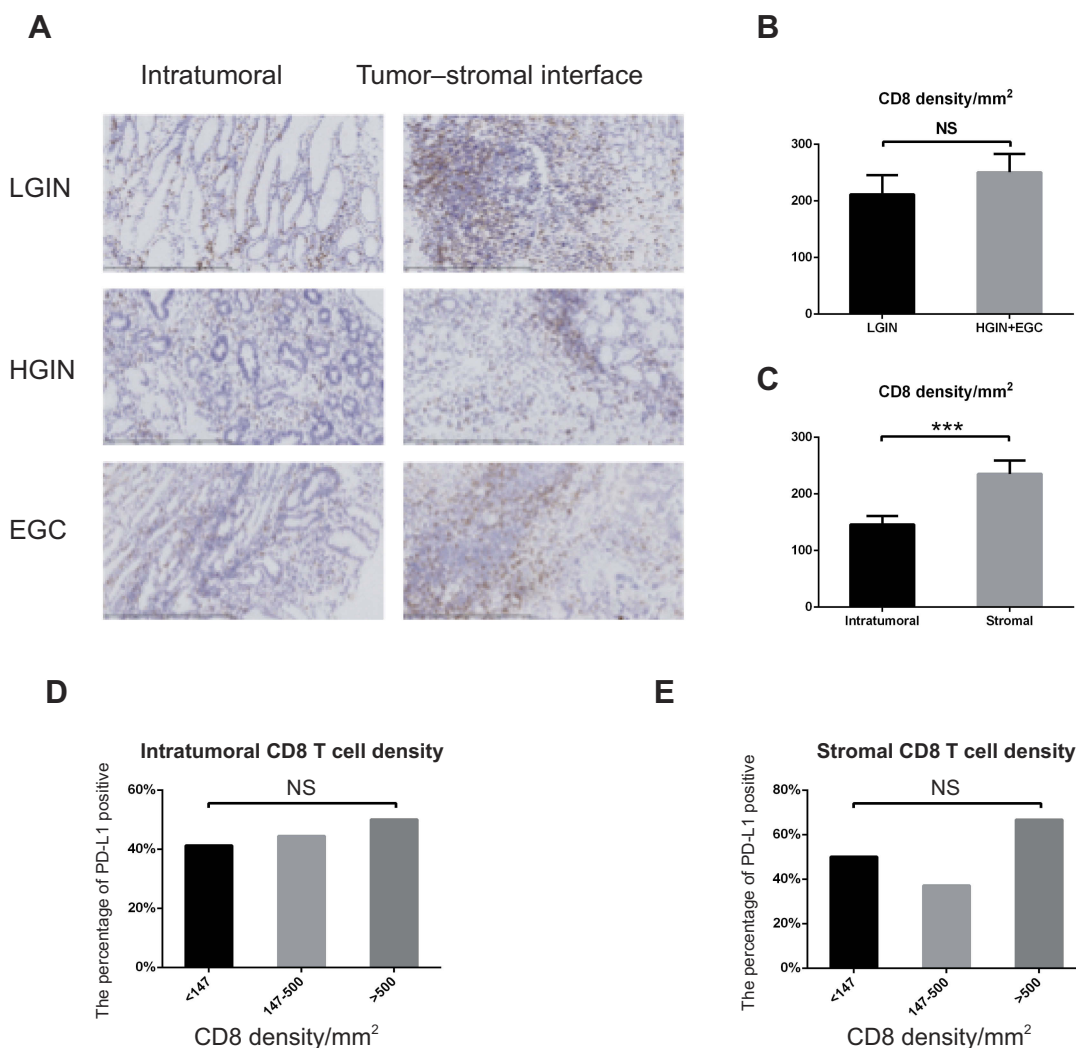 A
Intratumoral
Tumor–stromal interface
LGIN
HGIN
EGC
B
CD8 density/mm²
NS
300
200
100
0
LGIN
HGIN+EGC
C
CD8 density/mm²
***
300
200
100
0
Intratumoral
Stromal
D
Intratumoral CD8 T cell density
The percentage of PD-L1 positive
NS
60%
40%
20%
0%
<147
147-500
>500
CD8 density/mm²
E
Stromal CD8 T cell density
The percentage of PD-L1 positive
NS
80%
60%
40%
20%
0%
<147
147-500
>500
CD8 density/mm²